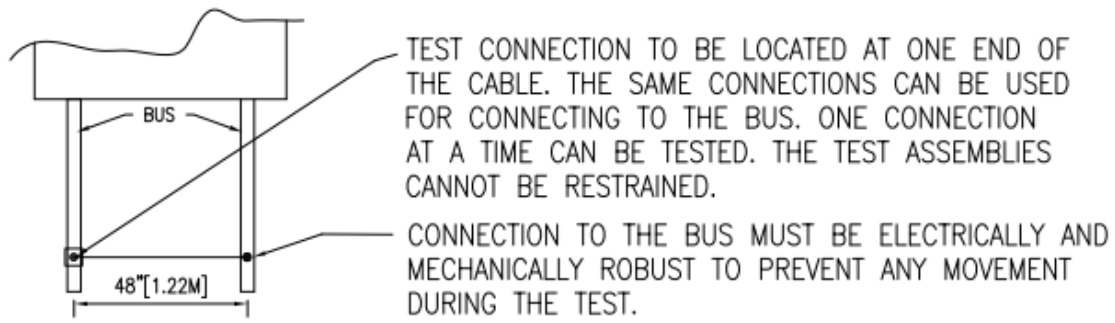 TEST CONNECTION TO BE LOCATED AT ONE END OF
THE CABLE. THE SAME CONNECTIONS CAN BE USED
FOR CONNECTING TO THE BUS. ONE CONNECTION
AT A TIME CAN BE TESTED. THE TEST ASSEMBLIES
CANNOT BE RESTRAINED.
BUS
CONNECTION TO THE BUS MUST BE ELECTRICALLY AND
MECHANICALLY ROBUST TO PREVENT ANY MOVEMENT
DURING THE TEST.
48"[1.22M]